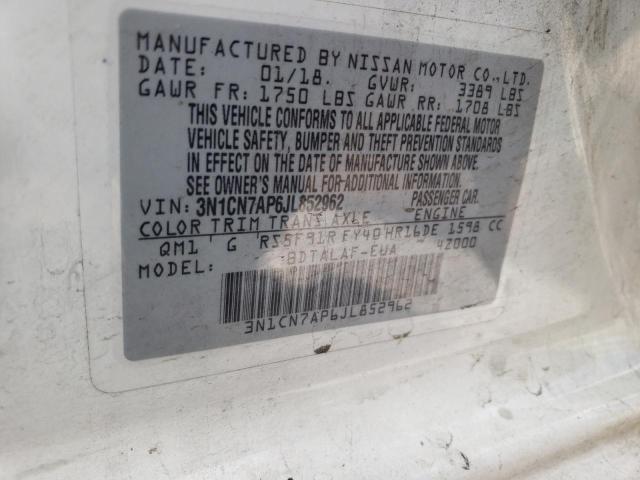 MANUFACTURED BY NISSAN MOTOR CO., LTD.
DATE: 01/18. GVWR: 3389 LBS
GAWR FR: 1750 LBS GAWR RR: 1708 LBS
THIS VEHICLE CONFORMS TO ALL APPLICABLE FEDERAL MOTOR
VEHICLE SAFETY, BUMPER AND THEFT PREVENTION STANDARDS
IN EFFECT ON THE DATE OF MANUFACTURE SHOWN ABOVE.
SEE OWNER'S MANUAL FOR ADDITIONAL INFORMATION.
VIN: 3N1CN7AP6JL852962 PASSENGER CAR.
COLOR TRIM TRANS. AXLE ENGINE
QM1 G RS5F91R FY40 HR16DE 1598 CC
MODEL: BDTALAF-EUA 4Z000
3N1CN7AP6JL852962